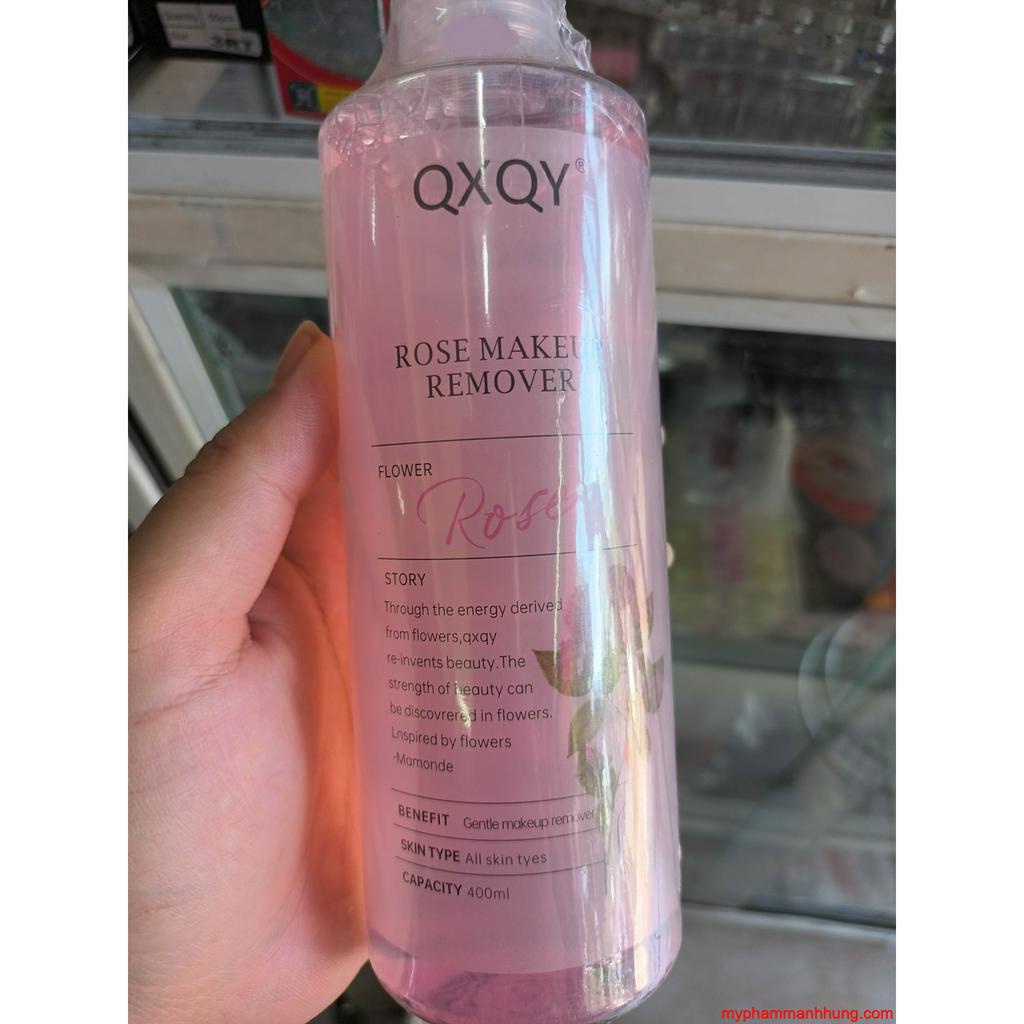 QXQY®
ROSE MAKEU
REMOVER
FLOWER
Rose
STORY
Through the energy derived
from flowers,qxqy
re-invents beauty.The
strength of beauty can
be discovrered in flowers.
Lnspired by flowers
-Mamonde
BENEFIT Gentle makeup remover
SKIN TYPE All skin tyes
CAPACITY 400ml
myphammanhhung.com